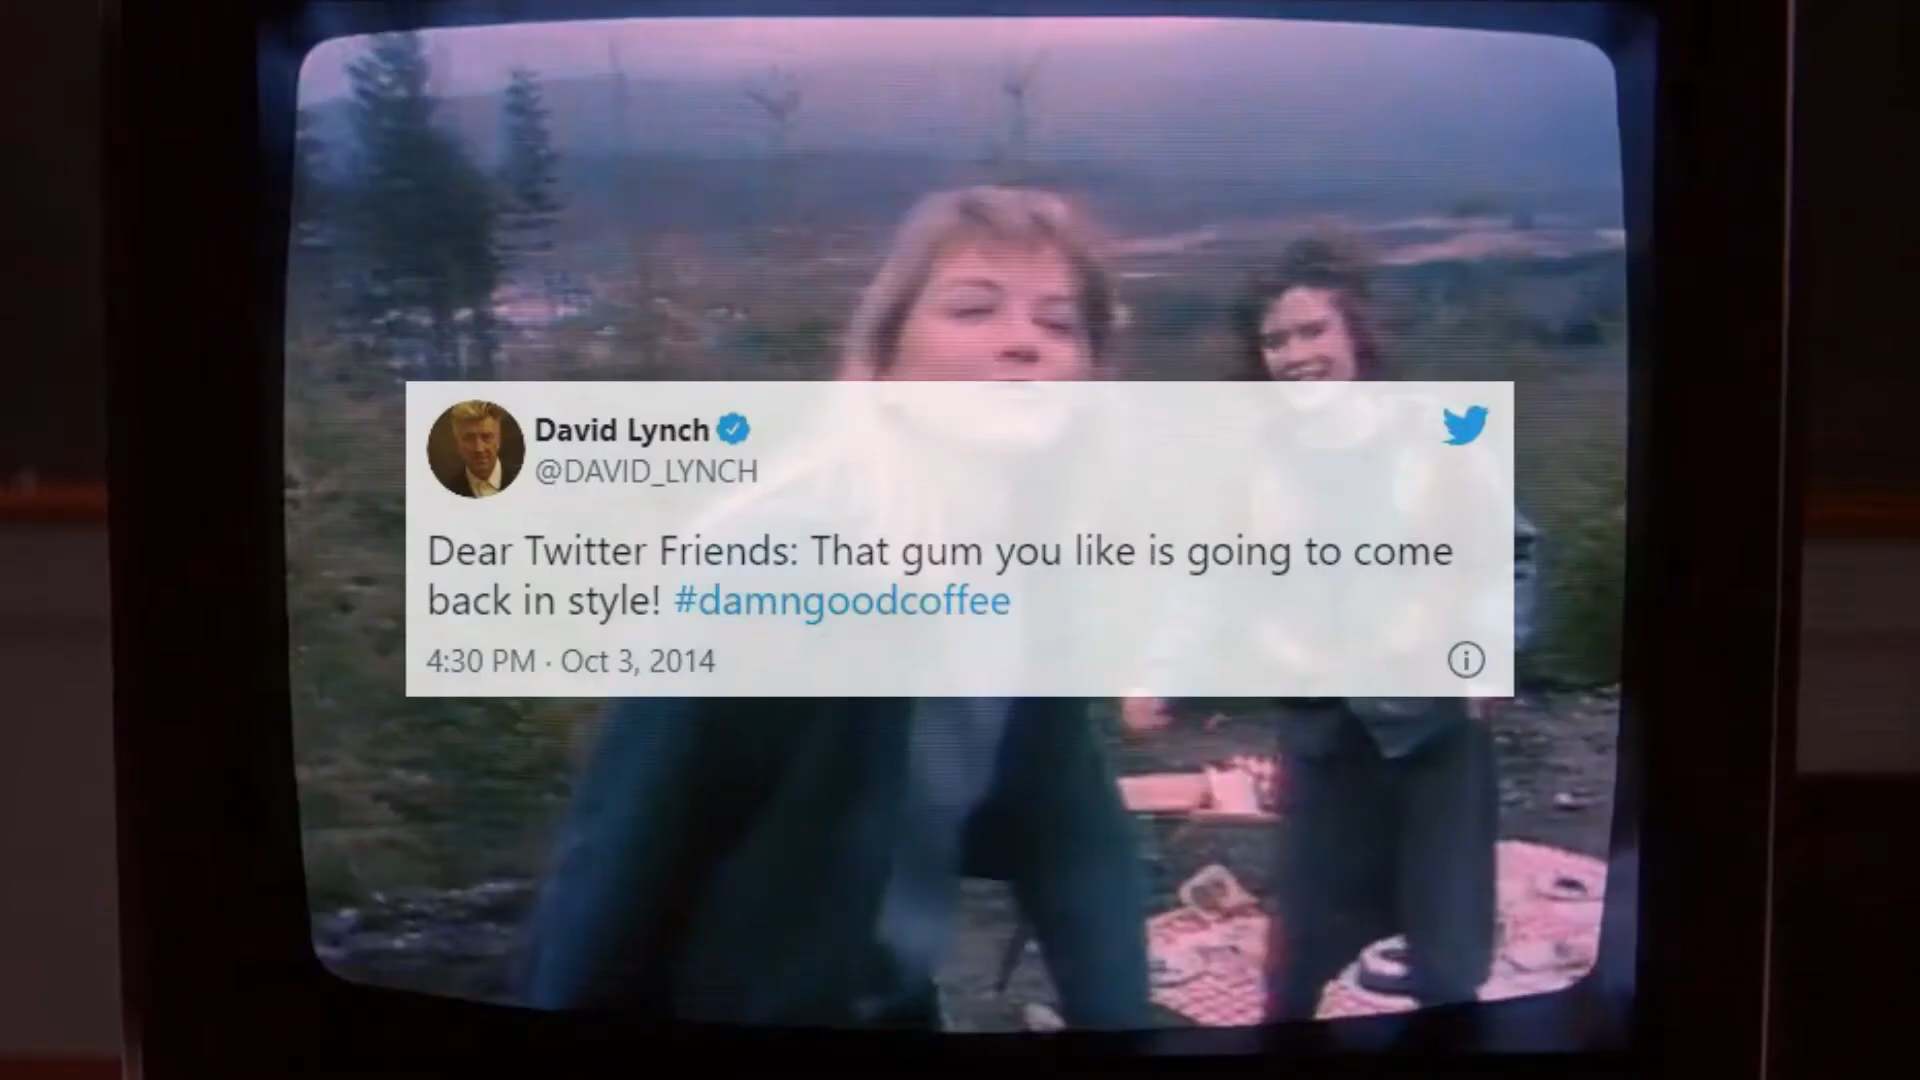 David Lynch
@DAVID_LYNCH
Dear Twitter Friends: That gum you like is going to come
back in style! #damngoodcoffee
4:30 PM · Oct 3, 2014